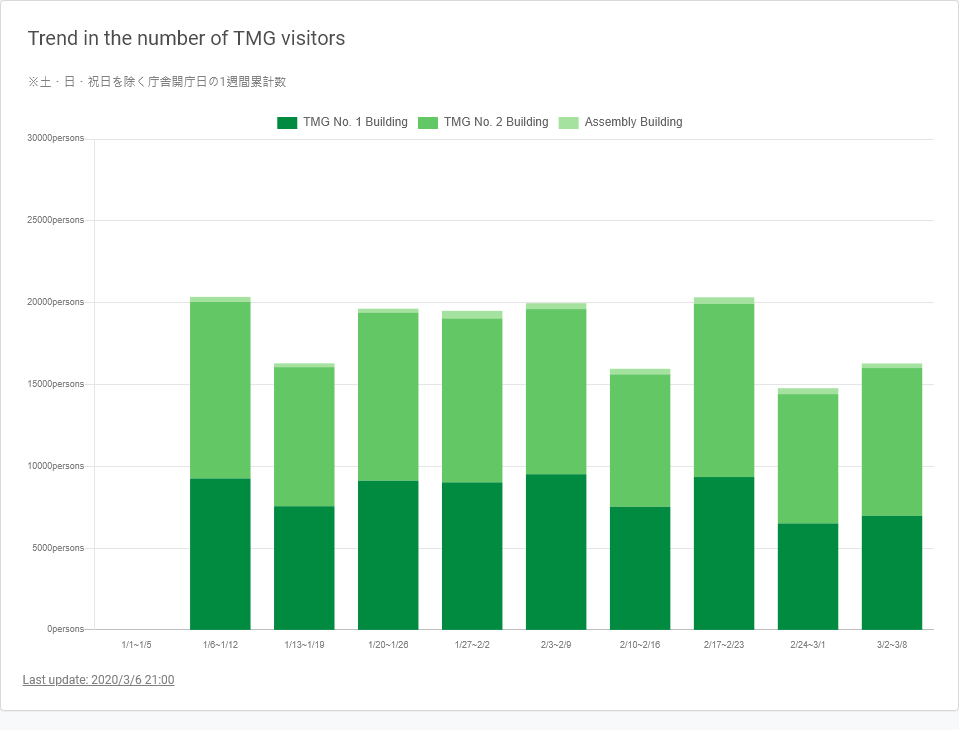 Trend in the number of TMG visitors
※土・日・祝日を除く庁舎開庁日の1週間累計数
TMG No. 1 Building TMG No. 2 Building Assembly Building
30000persons
25000persons
20000persons
15000persons
10000persons
5000persons
0persons
1/1~1/5 1/6~1/12 1/13~1/19 1/20~1/26 1/27~2/2 2/3~2/9 2/10~2/16 2/17~2/23 2/24~3/1 3/2~3/8
Last update: 2020/3/6 21:00